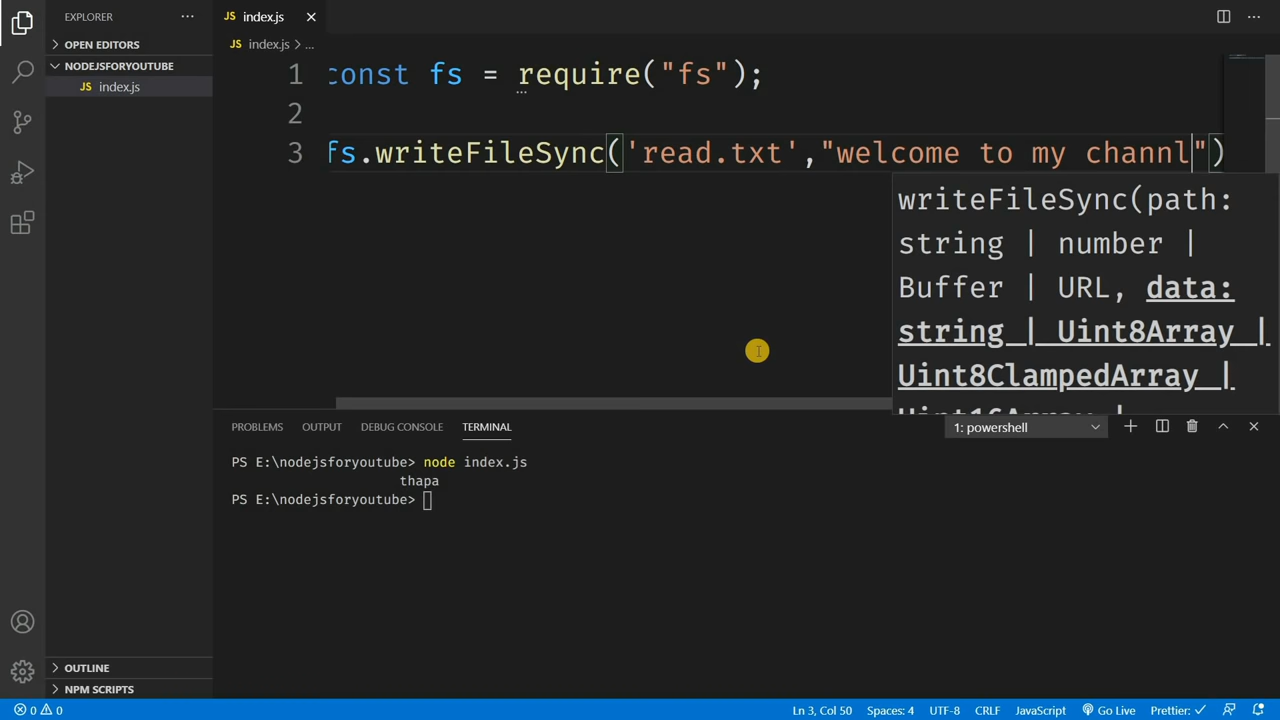 EXPLORER
OPEN EDITORS
NODEJSFORYOUTUBE
JS index.js
JS index.js
JS index.js > ...
1 const fs = require("fs");
2
3 fs.writeFileSync('read.txt',"welcome to my channl")
writeFileSync(path:
string | number |
Buffer | URL, data:
string | Uint8Array |
Uint8ClampedArray |
Uint16Array |
PROBLEMS OUTPUT DEBUG CONSOLE TERMINAL
1: powershell
PS E:\nodejsforyoutube> node index.js
thapa
PS E:\nodejsforyoutube>
OUTLINE
NPM SCRIPTS
0 0 Ln 3, Col 50 Spaces: 4 UTF-8 CRLF JavaScript Go Live Prettier: ✓